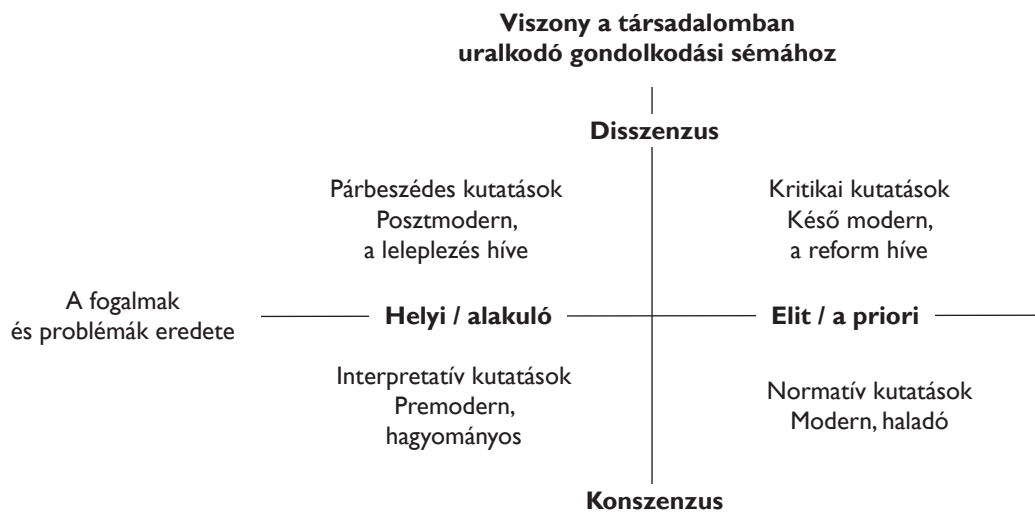 Viszony a társadalomban
uralkodó gondolkodási sémához
Disszenzus
Párbeszédes kutatások
Posztmodern,
a leleplezés híve
Kritikai kutatások
Késő modern,
a reform híve
A fogalmak
és problémák eredete
Helyi / alakuló
Elit / a priori
Interpretatív kutatások
Premodern,
hagyományos
Normatív kutatások
Modern, haladó
Konszenzus